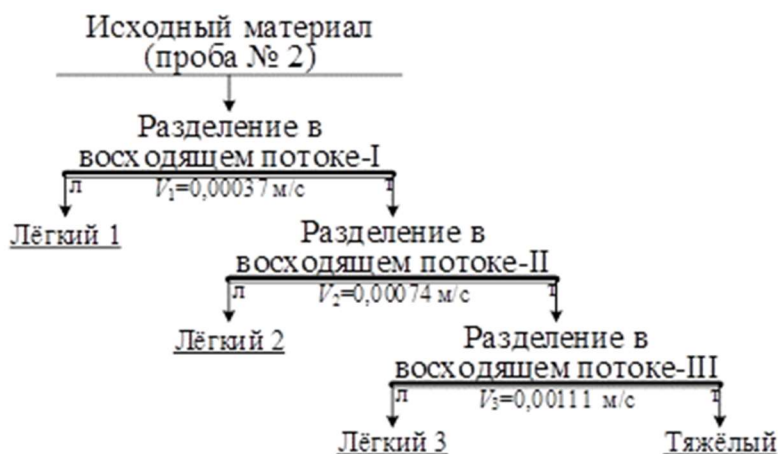 Исходный материал
(проба № 2)
Разделение в
восходящем потоке-I
л
V₁=0,00037 м/с
т
Лёгкий 1
Разделение в
восходящем потоке-II
л
V₂=0,00074 м/с
т
Лёгкий 2
Разделение в
восходящем потоке-III
л
V₃=0,00111 м/с
т
Лёгкий 3
Тяжёлый